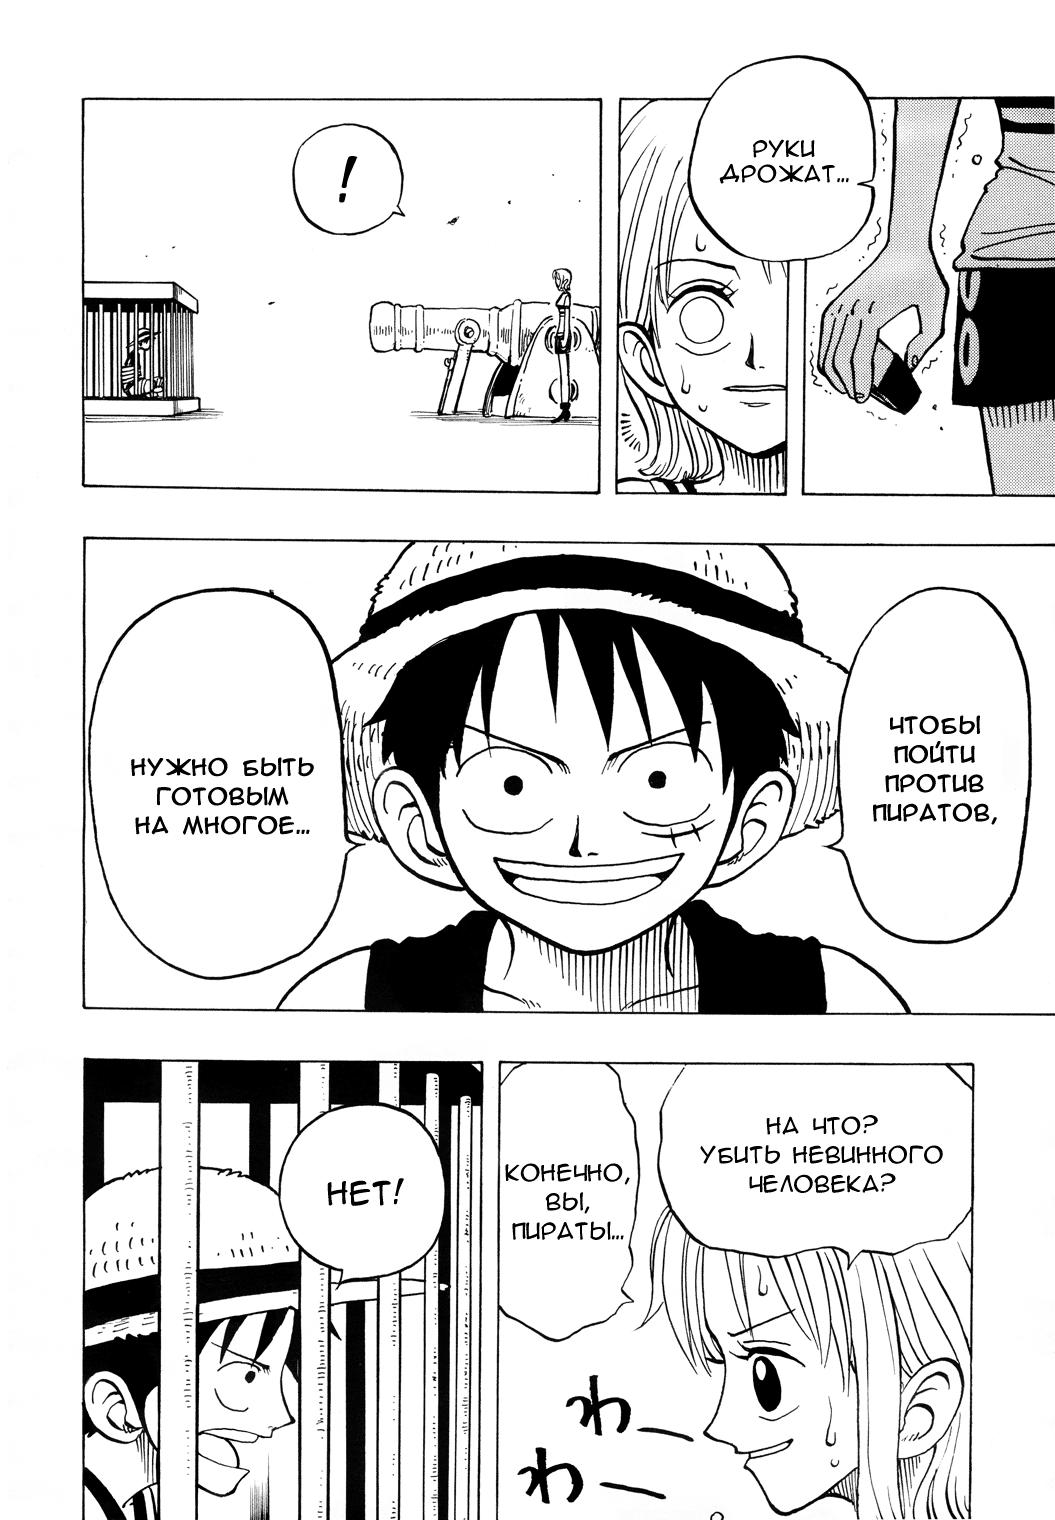 РУКИ
ДРОЖАТ...
!
ЧТОБЫ
ПОЙТИ
ПРОТИВ
ПИРАТОВ,
НУЖНО БЫТЬ
ГОТОВЫМ
НА МНОГОЕ...
НА ЧТО?
УБИТЬ НЕВИННОГО
ЧЕЛОВЕКА?
КОНЕЧНО,
ВЫ,
ПИРАТЫ...
わー
わー
НЕТ!